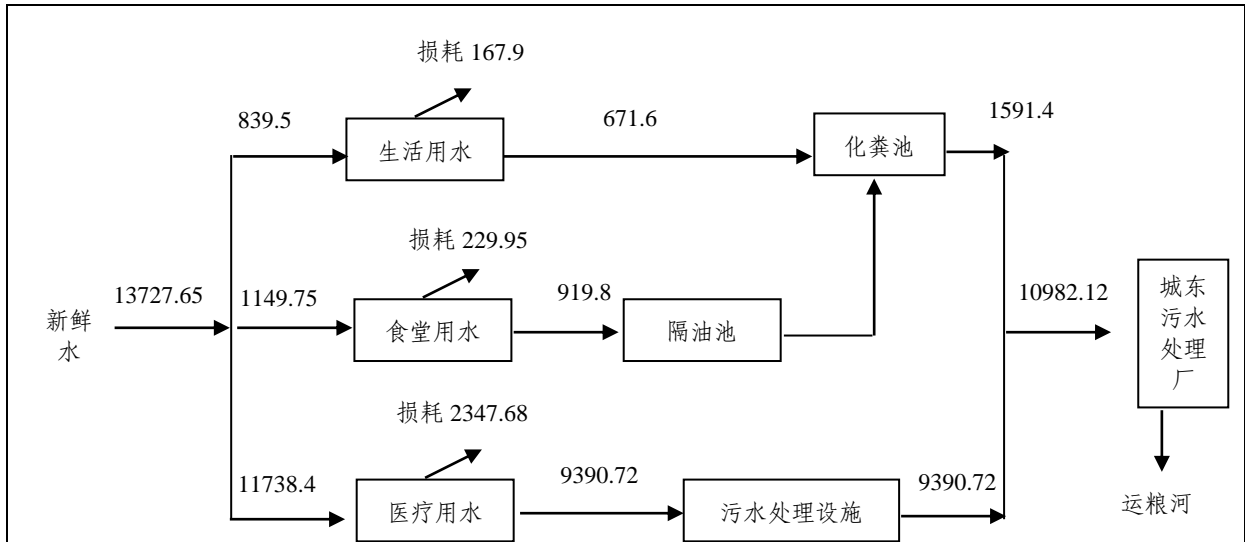 损耗 167.9
839.5
生活用水
671.6
化粪池
1591.4
损耗 229.95
新鲜
水
13727.65
1149.75
食堂用水
919.8
隔油池
10982.12
城东
污水
处理
厂
损耗 2347.68
11738.4
医疗用水
9390.72
污水处理设施
9390.72
运粮河